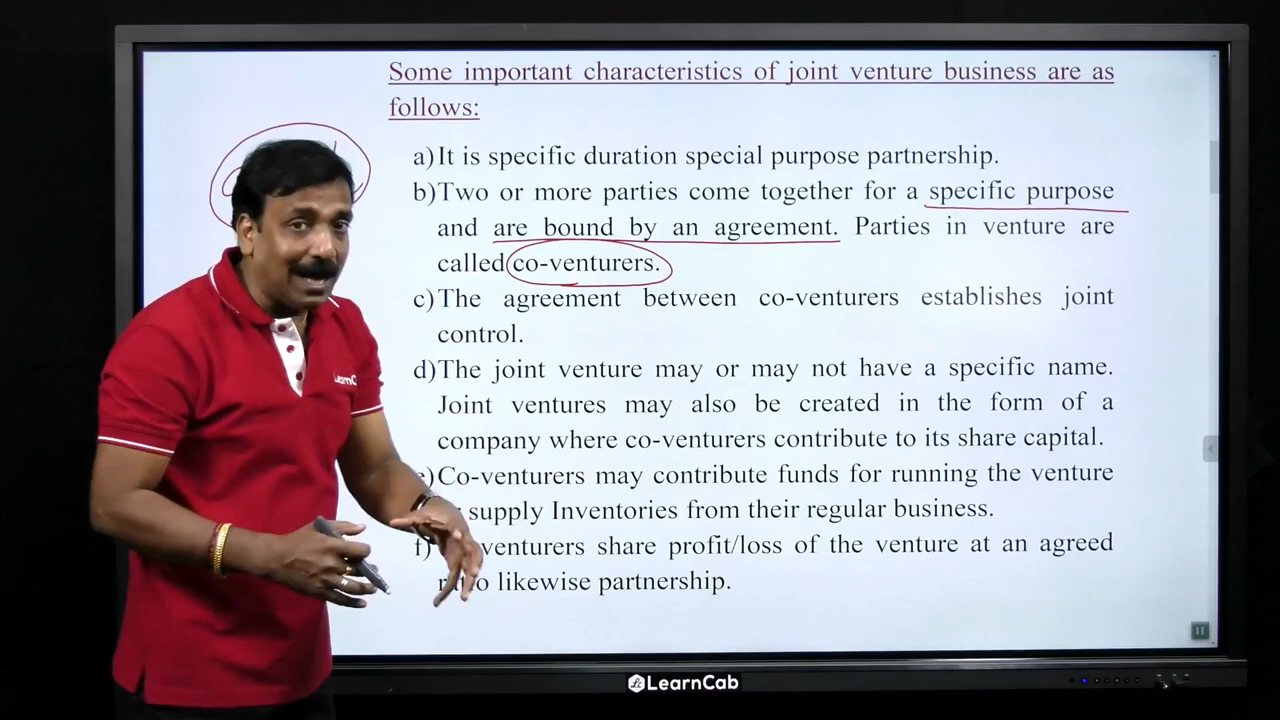 Some important characteristics of joint venture business are as
follows:
a) It is specific duration special purpose partnership.
b) Two or more parties come together for a specific purpose
and are bound by an agreement. Parties in venture are
called co-venturers.
c) The agreement between co-venturers establishes joint
control.
d) The joint venture may or may not have a specific name.
Joint ventures may also be created in the form of a
company where co-venturers contribute to its share capital.
Co-venturers may contribute funds for running the venture
supply Inventories from their regular business.
f) venturers share profit/loss of the venture at an agreed
likewise partnership.
LearnC
LearnCab